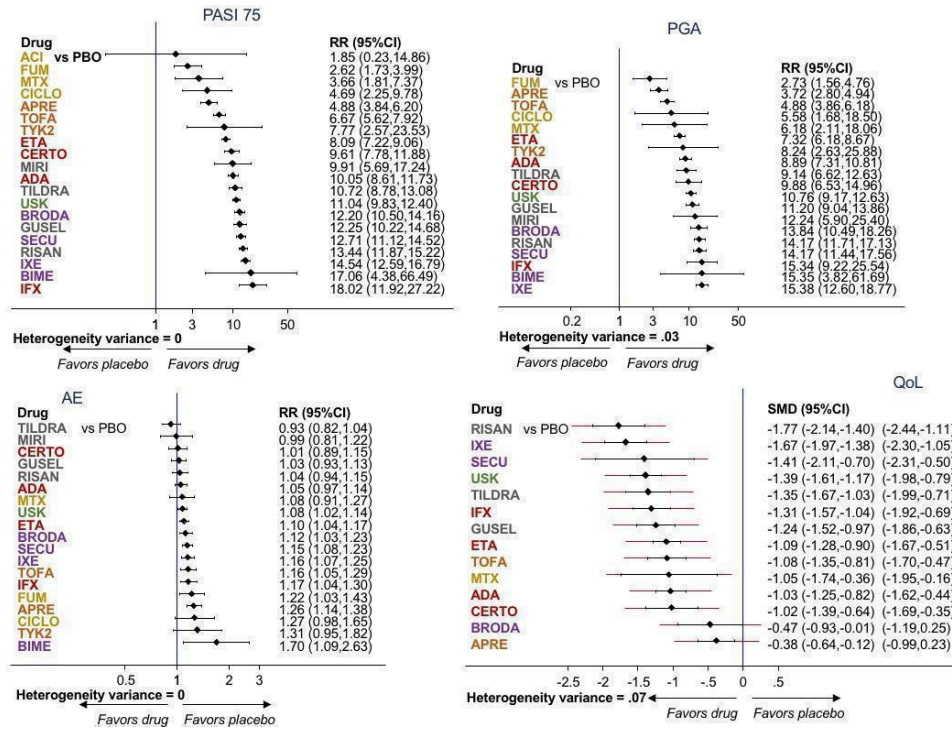 PASI 75
Drug RR (95%CI)
ACI vs PBO 1.85 (0.23,14.86)
FUM 2.62 (1.73,3.99)
MTX 3.66 (1.81,7.37)
CICLO 4.69 (2.25,9.78)
APRE 4.88 (3.84,6.20)
TOFA 6.67 (5.62,7.92)
TYK2 7.77 (2.57,23.53)
ETA 8.09 (7.22,9.06)
CERTO 9.61 (7.78,11.88)
MIRI 9.91 (5.69,17.24)
ADA 10.05 (8.61,11.73)
TILDRA 10.72 (8.78,13.08)
USK 11.04 (9.83,12.40)
BRODA 12.20 (10.50,14.16)
GUSEL 12.25 (10.22,14.68)
SECU 12.71 (11.12,14.52)
RISAN 13.44 (11.87,15.22)
IXE 14.54 (12.59,16.79)
BIME 17.06 (4.38,66.49)
IFX 18.02 (11.92,27.22)
1 3 10 50
Heterogeneity variance = 0
Favors placebo Favors drug
PGA
Drug RR (95%CI)
FUM vs PBO 2.73 (1.56,4.76)
APRE 3.72 (2.80,4.94)
TOFA 4.88 (3.86,6.18)
CICLO 5.58 (1.68,18.50)
MTX 6.18 (2.11,18.06)
ETA 7.32 (6.18,8.67)
TYK2 8.24 (2.63,25.88)
ADA 8.89 (7.31,10.81)
TILDRA 9.14 (6.62,12.63)
CERTO 9.88 (6.53,14.96)
USK 10.76 (9.17,12.63)
GUSEL 11.20 (9.04,13.86)
MIRI 12.24 (5.90,25.40)
BRODA 13.84 (10.49,18.26)
RISAN 14.17 (11.71,17.13)
SECU 14.17 (11.44,17.56)
IFX 15.34 (9.22,25.54)
BIME 15.35 (3.82,61.69)
IXE 15.38 (12.60,18.77)
0.2 1 3 10 50
Heterogeneity variance = .03
Favors placebo Favors drug
AE
Drug RR (95%CI)
TILDRA vs PBO 0.93 (0.82,1.04)
MIRI 0.99 (0.81,1.22)
CERTO 1.01 (0.89,1.15)
GUSEL 1.03 (0.93,1.13)
RISAN 1.04 (0.94,1.15)
ADA 1.05 (0.97,1.14)
MTX 1.08 (0.91,1.27)
USK 1.08 (1.02,1.14)
ETA 1.10 (1.04,1.17)
BRODA 1.12 (1.03,1.23)
SECU 1.15 (1.08,1.23)
IXE 1.16 (1.07,1.25)
TOFA 1.16 (1.05,1.29)
IFX 1.17 (1.04,1.30)
FUM 1.22 (1.03,1.43)
APRE 1.26 (1.14,1.38)
CICLO 1.27 (0.98,1.65)
TYK2 1.31 (0.95,1.82)
BIME 1.70 (1.09,2.63)
0.5 1 2 3
Heterogeneity variance = 0
Favors drug Favors placebo
QoL
Drug SMD (95%CI)
RISAN vs PBO -1.77 (-2.14,-1.40) (-2.44,-1.11)
IXE -1.67 (-1.97,-1.38) (-2.30,-1.05)
SECU -1.41 (-2.11,-0.70) (-2.31,-0.50)
USK -1.39 (-1.61,-1.17) (-1.98,-0.79)
TILDRA -1.35 (-1.67,-1.03) (-1.99,-0.71)
IFX -1.31 (-1.57,-1.04) (-1.92,-0.69)
GUSEL -1.24 (-1.52,-0.97) (-1.86,-0.63)
ETA -1.09 (-1.28,-0.90) (-1.67,-0.51)
TOFA -1.08 (-1.35,-0.81) (-1.70,-0.47)
MTX -1.05 (-1.74,-0.36) (-1.95,-0.16)
ADA -1.03 (-1.25,-0.82) (-1.62,-0.44)
CERTO -1.02 (-1.39,-0.64) (-1.69,-0.35)
BRODA -0.47 (-0.93,-0.01) (-1.19,0.25)
APRE -0.38 (-0.64,-0.12) (-0.99,0.23)
-2.5 -2 -1.5 -1 -.5 0 .5
Heterogeneity variance = .07
Favors drug Favors placebo